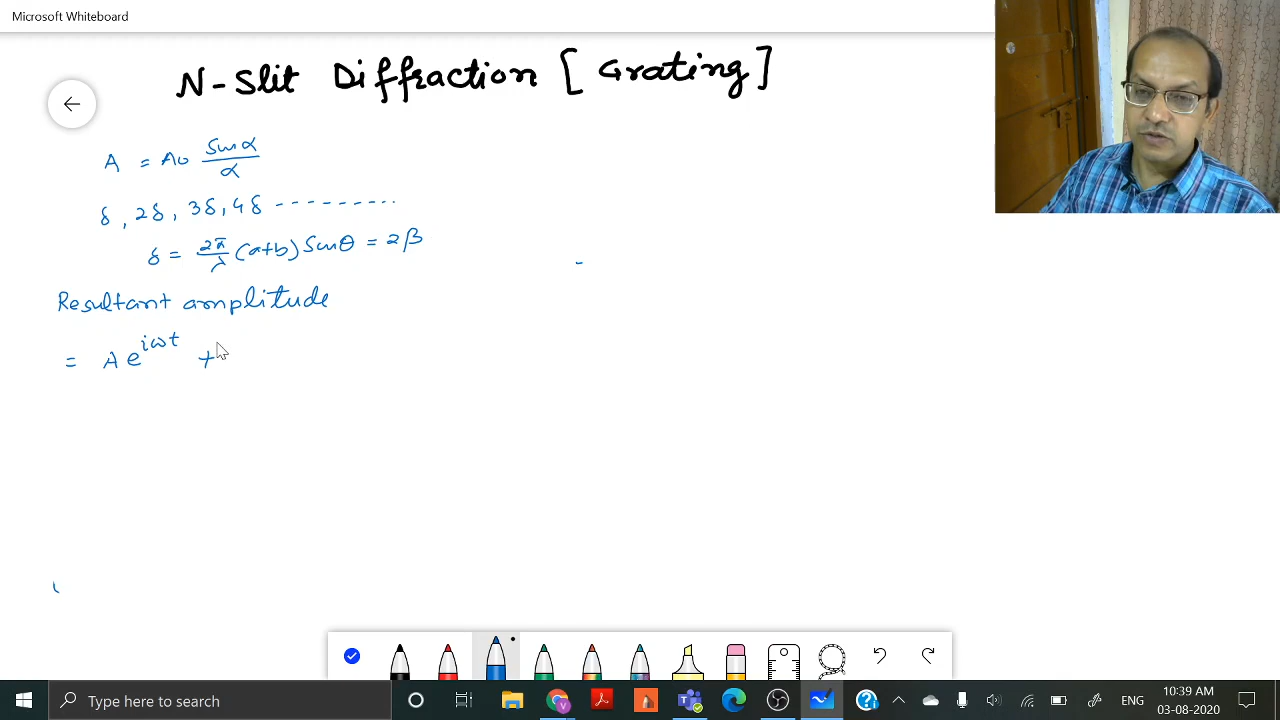 Microsoft Whiteboard
N-Slit Diffraction [Grating]
A = A0 Sinα/α
δ, 2δ, 3δ, 4δ ----------
δ = 2π/λ (a+b) Sinθ = 2β
Resultant amplitude
= A e^{iωt} +
Type here to search
ENG
10:39 AM
03-08-2020